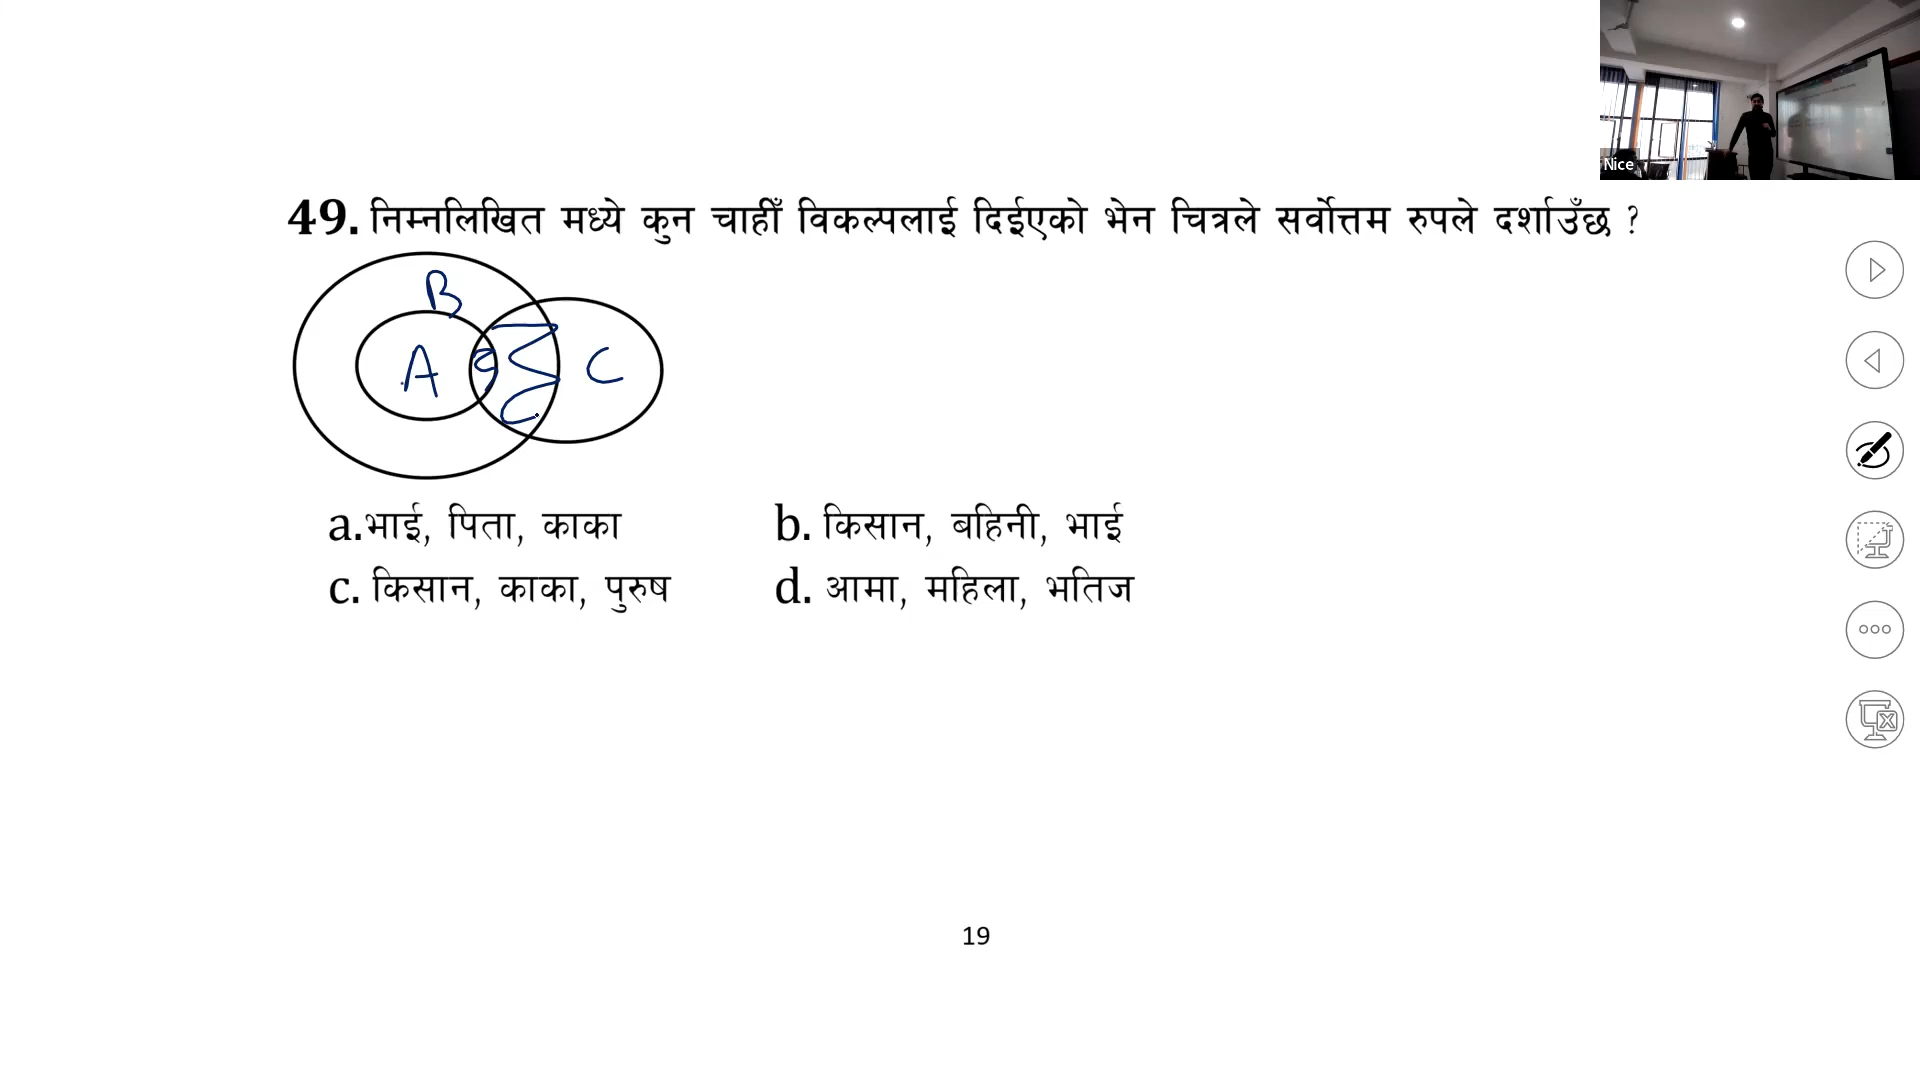 Nice
49. निम्नलिखित मध्ये कुन चाहीँ विकल्पलाई दिईएको भेन चित्रले सर्वोत्तम रुपले दर्शाउँछ ?
B
A
C
a.भाई, पिता, काका b. किसान, बहिनी, भाई
c. किसान, काका, पुरुष d. आमा, महिला, भतिज
19